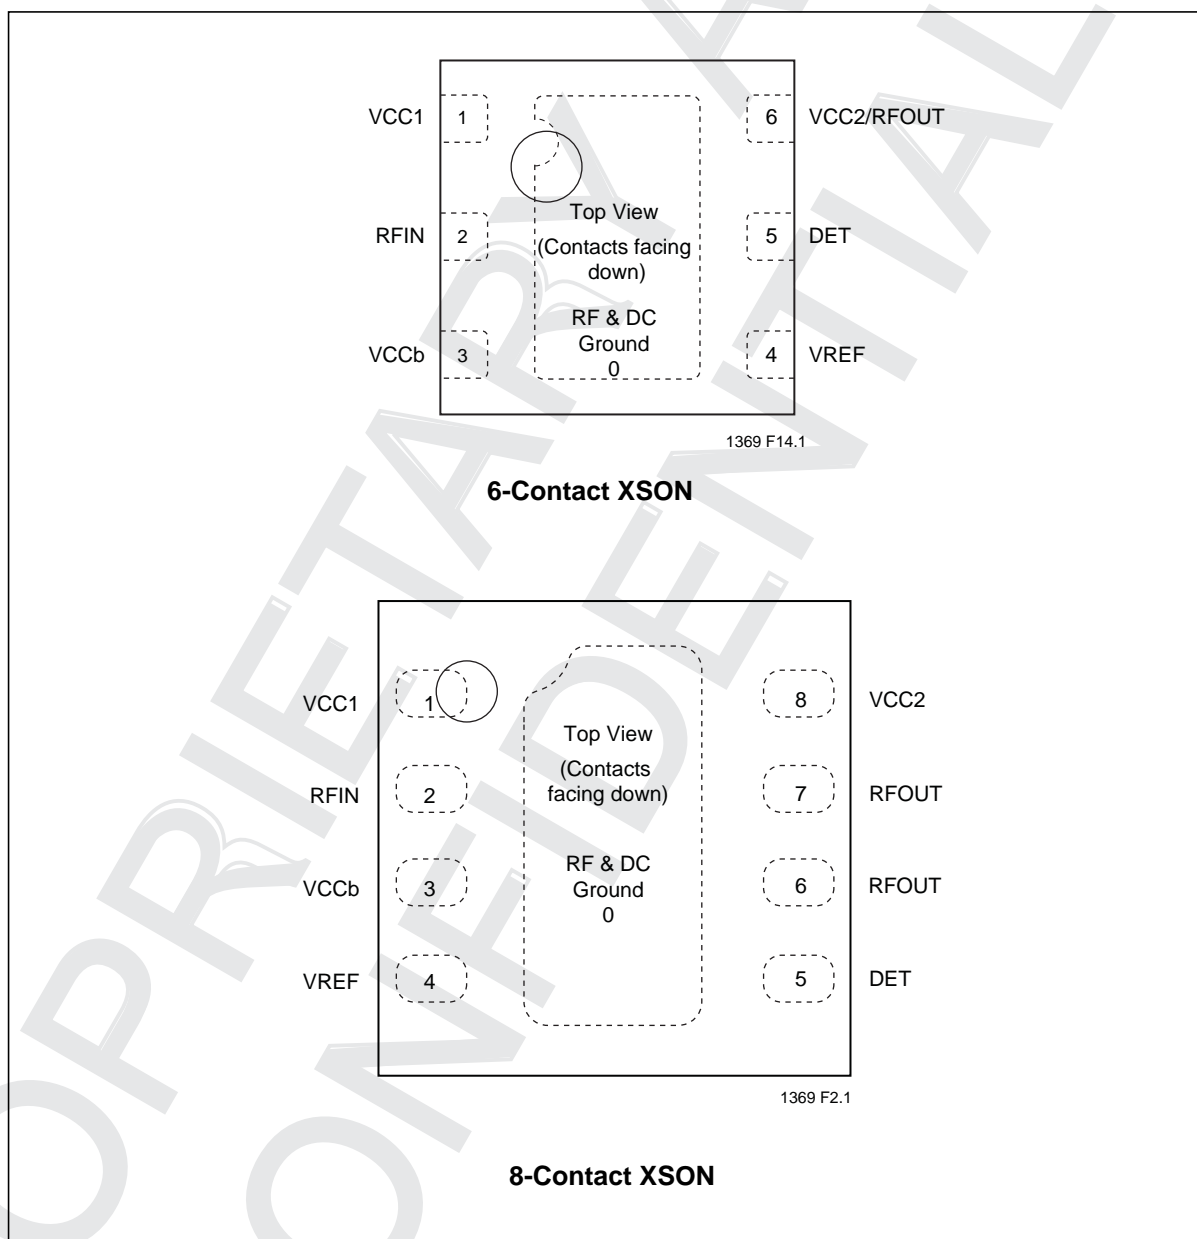 VCC1 1 6 VCC2/RFOUT
Top View
RFIN 2 5 DET
(Contacts facing
down)
RF & DC
Ground
VCCb 3 4 VREF
0
1369 F14.1
6-Contact XSON
VCC1 1 8 VCC2
Top View
(Contacts
facing down)
RFIN 2 7 RFOUT
RF & DC
VCCb 3 6 RFOUT
Ground
0
VREF 4 5 DET
1369 F2.1
8-Contact XSON
OPRIETARY A
ONFIDENTIAL